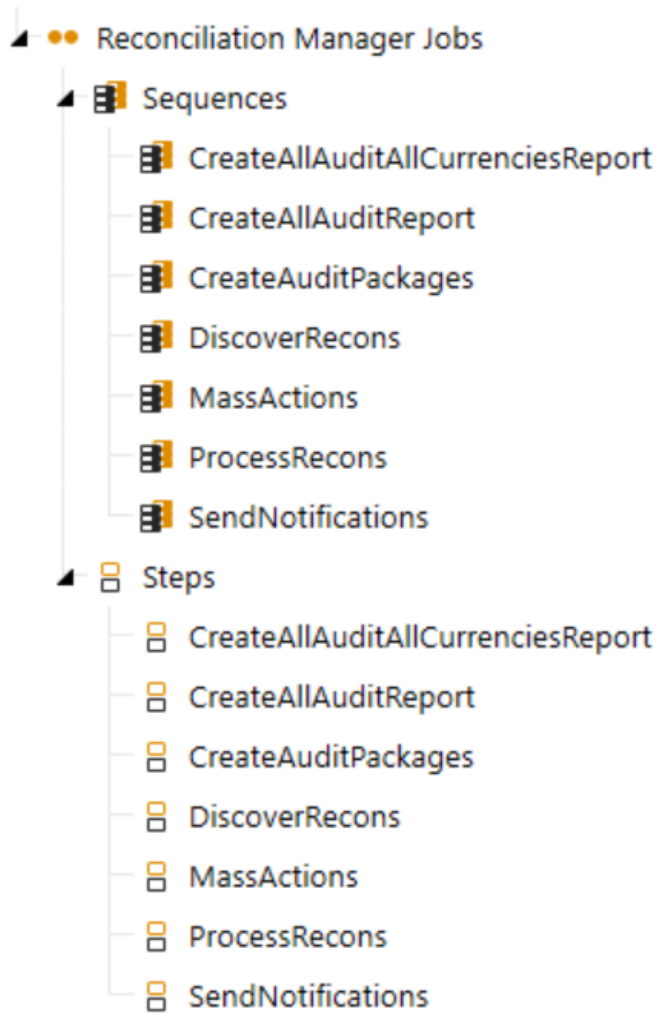 Reconciliation Manager Jobs
Sequences
CreateAllAuditAllCurrenciesReport
CreateAllAuditReport
CreateAuditPackages
DiscoverRecons
MassActions
ProcessRecons
SendNotifications
Steps
CreateAllAuditAllCurrenciesReport
CreateAllAuditReport
CreateAuditPackages
DiscoverRecons
MassActions
ProcessRecons
SendNotifications